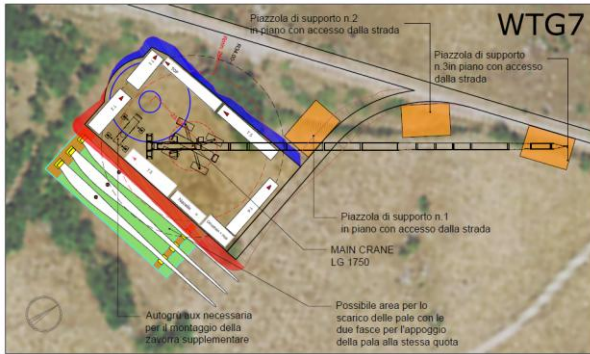 WTG7
Piazzola di supporto n.2
in piano con accesso dalla strada
Piazzola di supporto
n.3in piano con accesso
dalla strada
TOP
Piazzola di supporto n.1
in piano con accesso dalla strada
MAIN CRANE
LG 1750
Autogru aux necessaria
per il montaggio della
zavorra supplementare
Possibile area per lo
scarico delle pale con le
due fasce per l'appoggio
della pala alla stessa quota